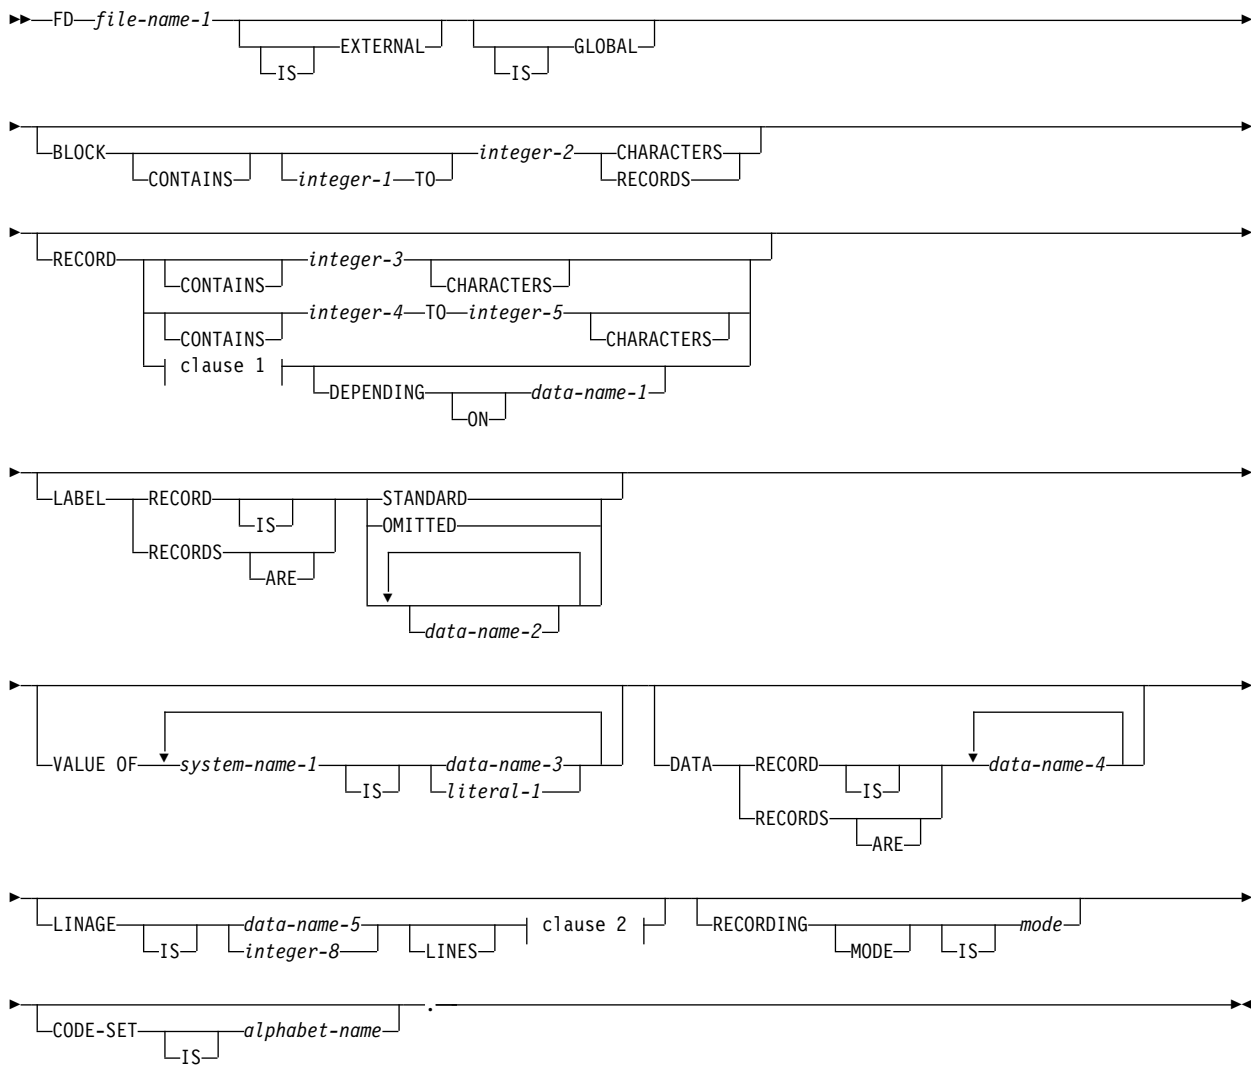 FD file-name-1 EXTERNAL GLOBAL
IS IS
BLOCK integer-2 CHARACTERS
CONTAINS integer-1 TO RECORDS
RECORD integer-3
CONTAINS CHARACTERS
integer-4 TO integer-5
CONTAINS CHARACTERS
clause 1
DEPENDING data-name-1
ON
LABEL RECORD STANDARD
IS OMITTED
RECORDS
ARE
data-name-2
VALUE OF system-name-1 data-name-3 DATA RECORD data-name-4
IS literal-1 IS
RECORDS
ARE
LINAGE data-name-5 clause 2 RECORDING mode
IS integer-8 LINES MODE IS
CODE-SET alphabet-name .
IS